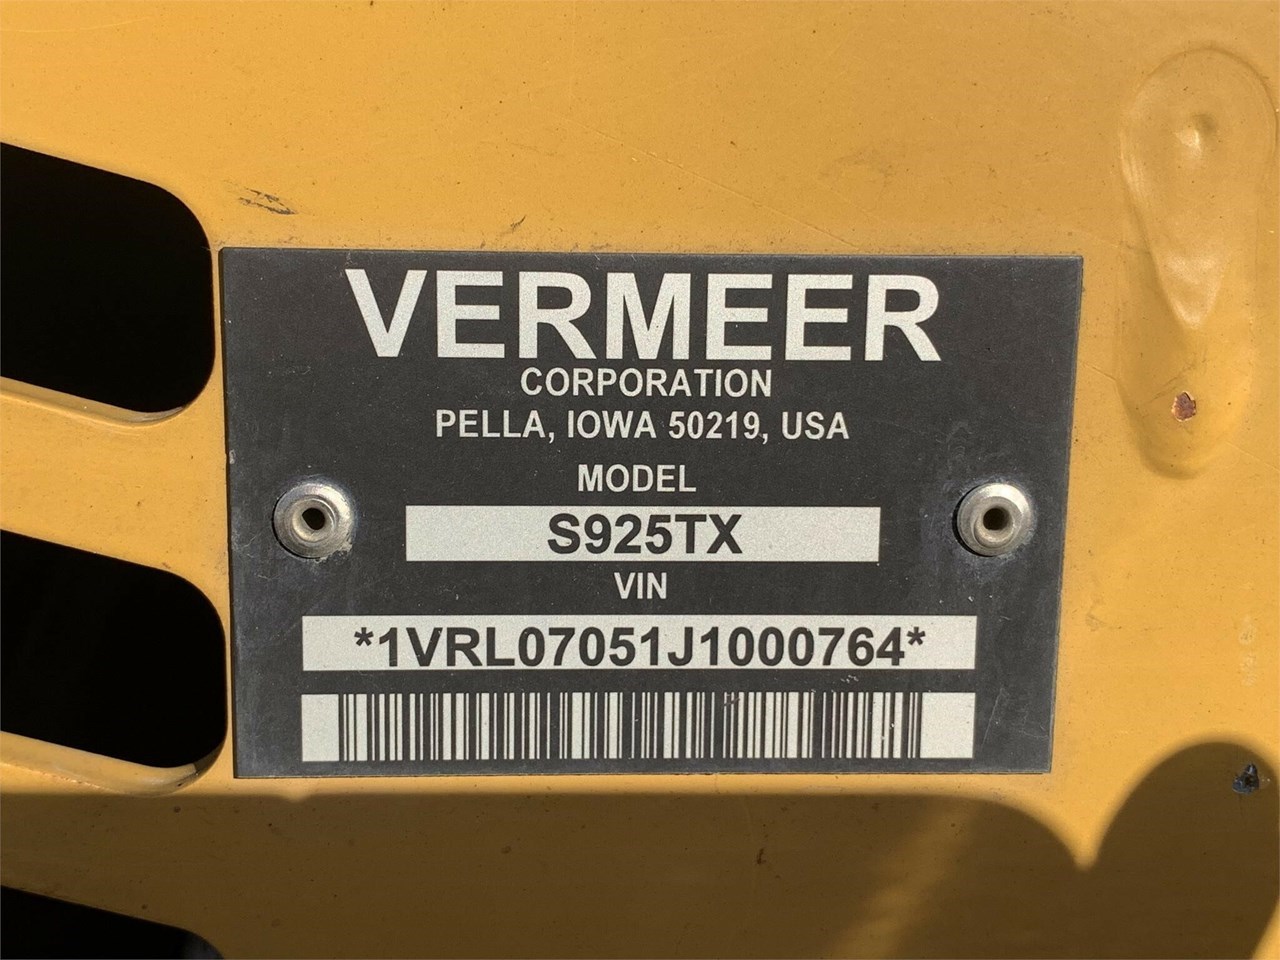 VERMEER
CORPORATION
PELLA, IOWA 50219, USA
MODEL
S925TX
VIN
*1VRL07051J1000764*